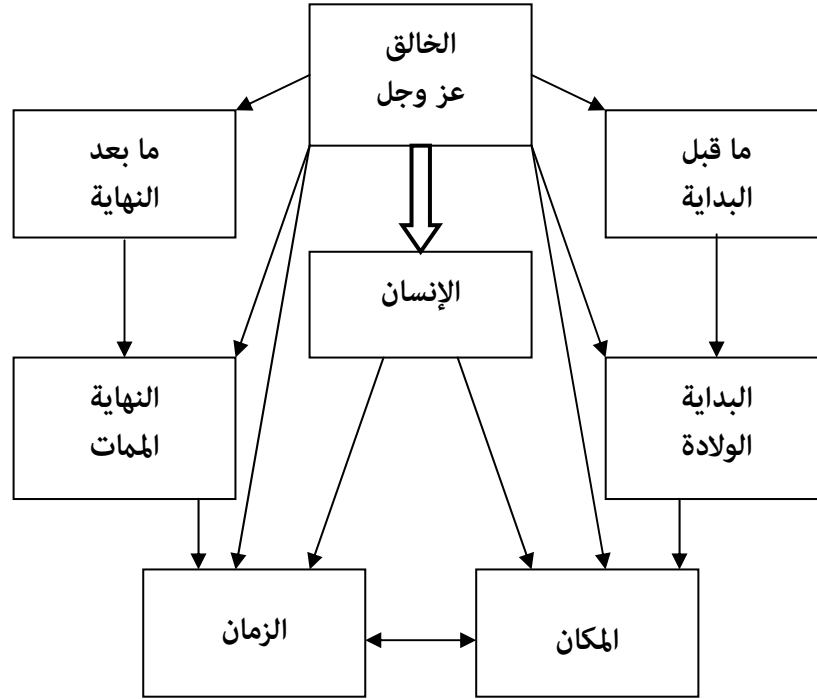 الخالق
عز وجل
ما قبل
البداية
ما بعد
النهاية
الإنسان
البداية
الولادة
النهاية
الممات
المكان
الزمان